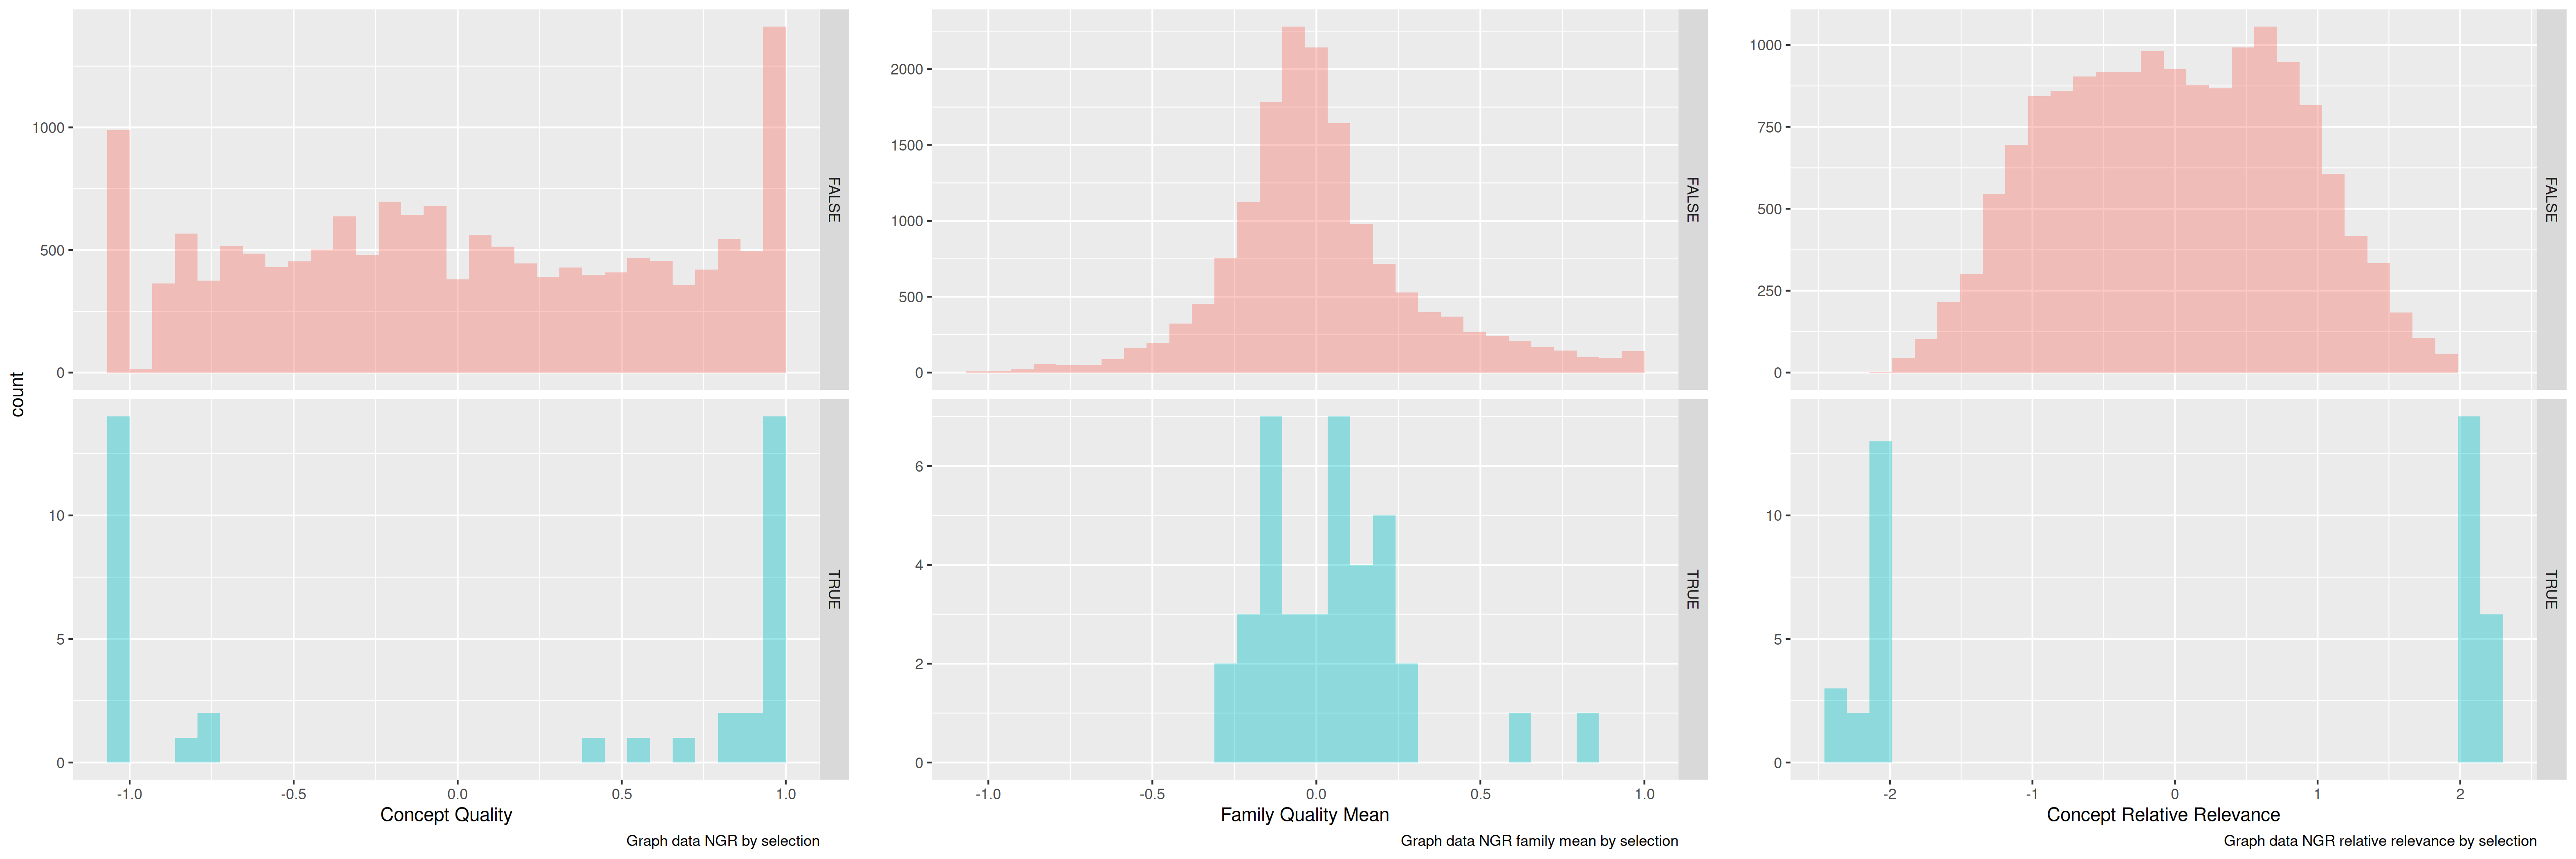 count
1000
500
0
FALSE
10
5
0
TRUE
-1.0 -0.5 0.0 0.5 1.0
Concept Quality
Graph data NGR by selection
2000
1500
1000
500
0
FALSE
6
4
2
0
TRUE
-1.0 -0.5 0.0 0.5 1.0
Family Quality Mean
Graph data NGR family mean by selection
1000
750
500
250
0
FALSE
10
5
0
TRUE
-2 -1 0 1 2
Concept Relative Relevance
Graph data NGR relative relevance by selection